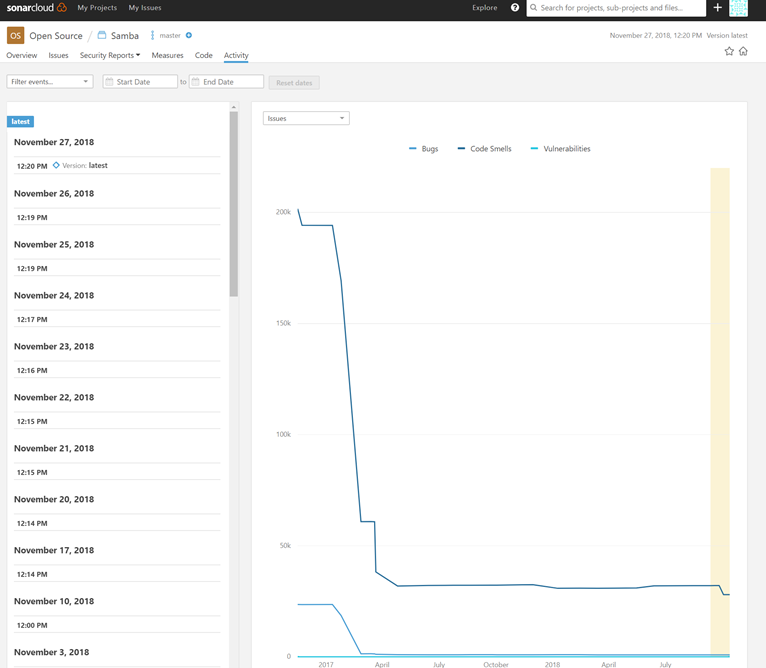 sonarcloud My Projects My Issues Explore ? Search for projects, sub-projects and files... +
OS Open Source / Samba master November 27, 2018, 12:20 PM Version latest
Overview Issues Security Reports Measures Code Activity
Filter events... Start Date to End Date Reset dates
latest
November 27, 2018
12:20 PM Version: latest
November 26, 2018
12:19 PM
November 25, 2018
12:19 PM
November 24, 2018
12:17 PM
November 23, 2018
12:16 PM
November 22, 2018
12:15 PM
November 21, 2018
12:15 PM
November 20, 2018
12:14 PM
November 17, 2018
12:14 PM
November 10, 2018
12:00 PM
November 3, 2018
Issues
Bugs Code Smells Vulnerabilities
200k
150k
100k
50k
0
2017 April July October 2018 April July